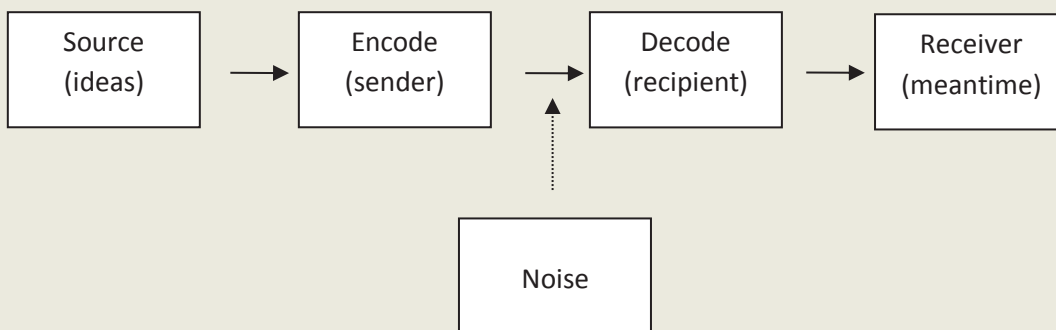 Source
(ideas)
Encode
(sender)
Decode
(recipient)
Receiver
(meantime)
Noise